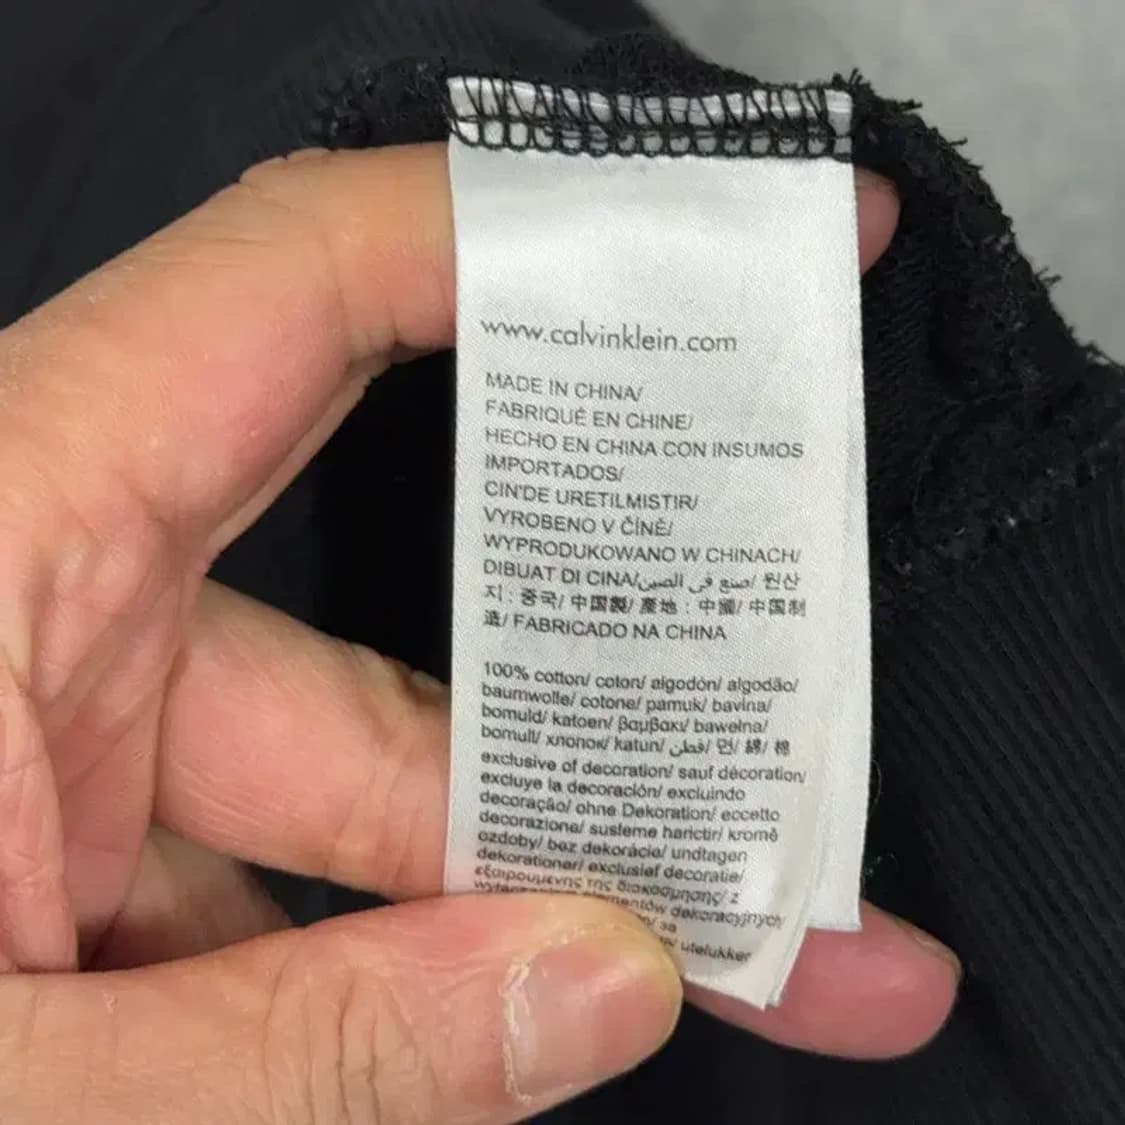 www.calvinklein.com
MADE IN CHINA/
FABRIQUÉ EN CHINE/
HECHO EN CHINA CON INSUMOS
IMPORTADOS/
CIN'DE URETILMISTIR/
VYROBENO V ČÍNĚ/
WYPRODUKOWANO W CHINACH/
DIBUAT DI CINA/صنع في الصين/ 원산
지 : 중국/ 中国製/ 產地 : 中國/ 中国制
造/ FABRICADO NA CHINA
100% cotton/ coton/ algodón/ algodão/
baumwolle/ cotone/ pamuk/ bavlna/
bomuld/ katoen/ βαμβακι/ bawełna/
bomull/ хлопок/ katun/ قطن/ 면/ 綿/ 棉
exclusive of decoration/ sauf décoration/
excluye la decoración/ excluindo
decoração/ ohne Dekoration/ eccetto
decorazione/ susleme harictir/ kromě
ozdoby/ bez dekorácie/ undtagen
dekorationer/ exclusief decoratie/
εξαιρουμενης της διακοσμησης/ z
dekoracyjnych/
sa
utelukker